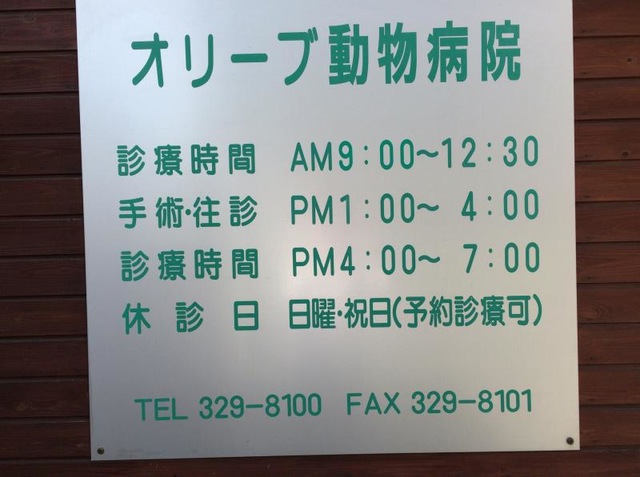 オリーブ動物病院
診療時間 AM9:00～12:30
手術・往診 PM1:00～ 4:00
診療時間 PM4:00～ 7:00
休診日 日曜・祝日(予約診療可)
TEL 329-8100 FAX 329-8101